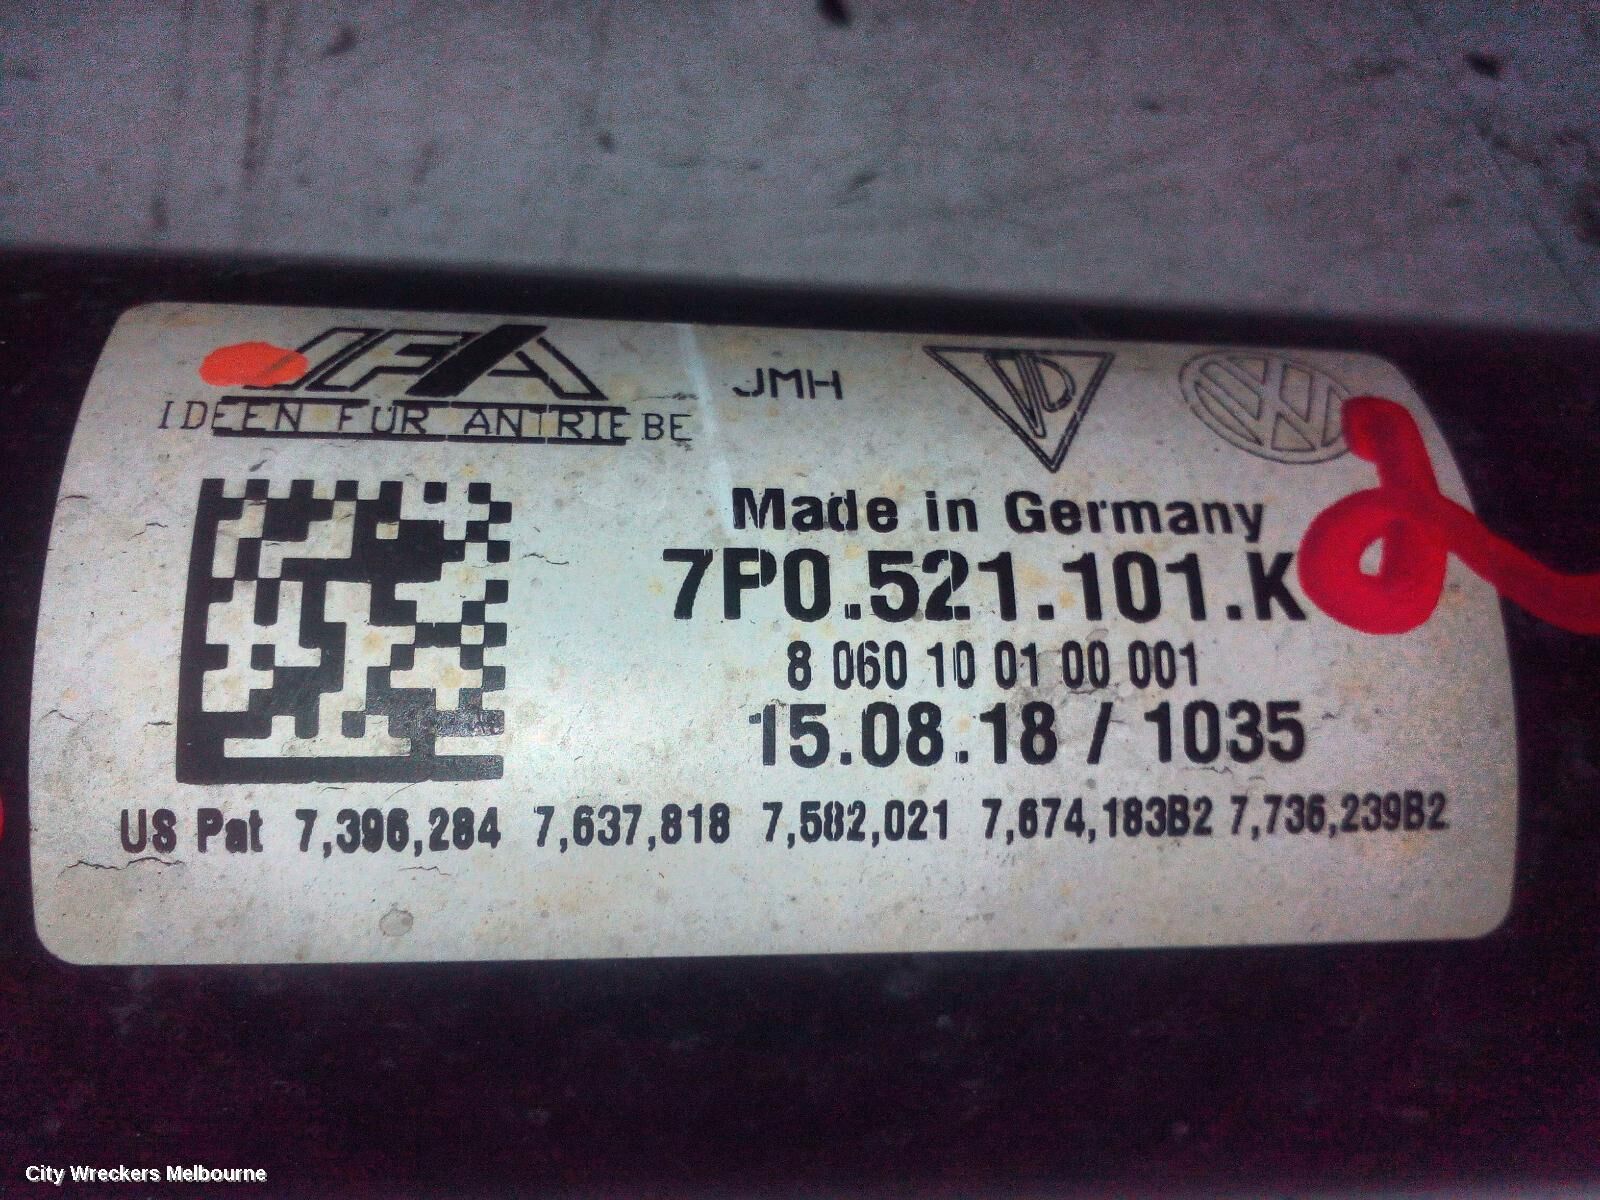 IFA
IDEEN FÜR ANTRIEBE
JMH
Made in Germany
7P0.521.101.K
8 060 10 01 00 001
15.08.18 / 1035
US Pat 7,396,284 7,637,818 7,582,021 7,674,183B2 7,736,239B2
City Wreckers Melbourne